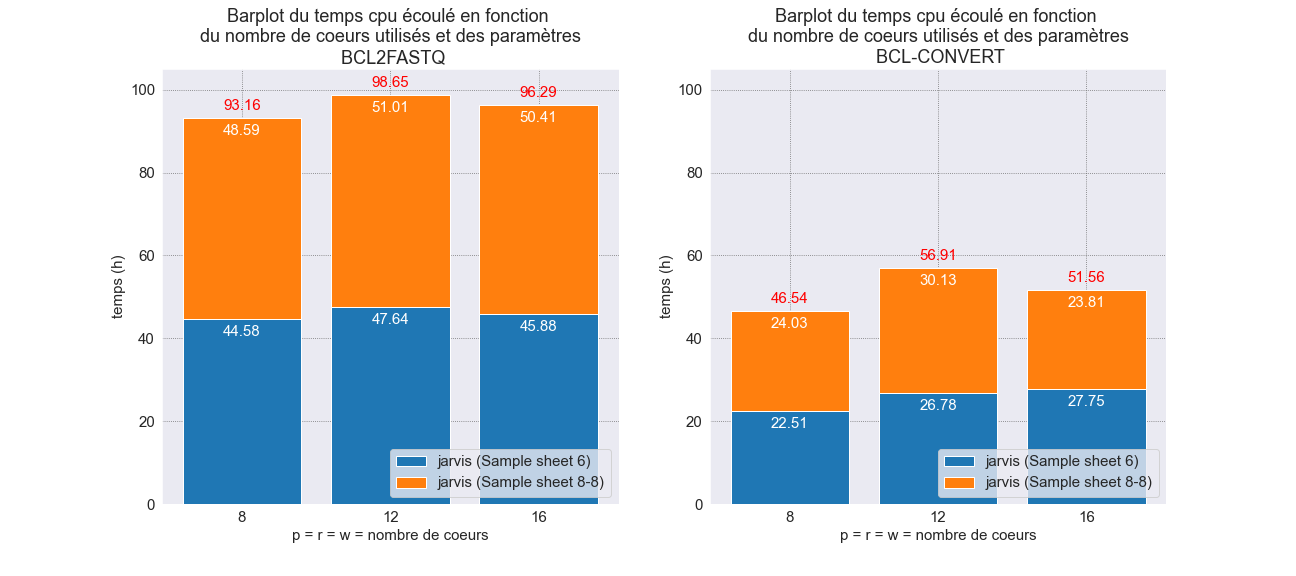 Barplot du temps cpu écoulé en fonction
du nombre de coeurs utilisés et des paramètres
BCL2FASTQ
temps (h)
100
80
60
40
20
0
93.16
48.59
44.58
98.65
51.01
47.64
96.29
50.41
45.88
jarvis (Sample sheet 6)
jarvis (Sample sheet 8-8)
8
12
16
p = r = w = nombre de coeurs
Barplot du temps cpu écoulé en fonction
du nombre de coeurs utilisés et des paramètres
BCL-CONVERT
temps (h)
100
80
60
40
20
0
46.54
24.03
22.51
56.91
30.13
26.78
51.56
23.81
27.75
jarvis (Sample sheet 6)
jarvis (Sample sheet 8-8)
8
12
16
p = r = w = nombre de coeurs